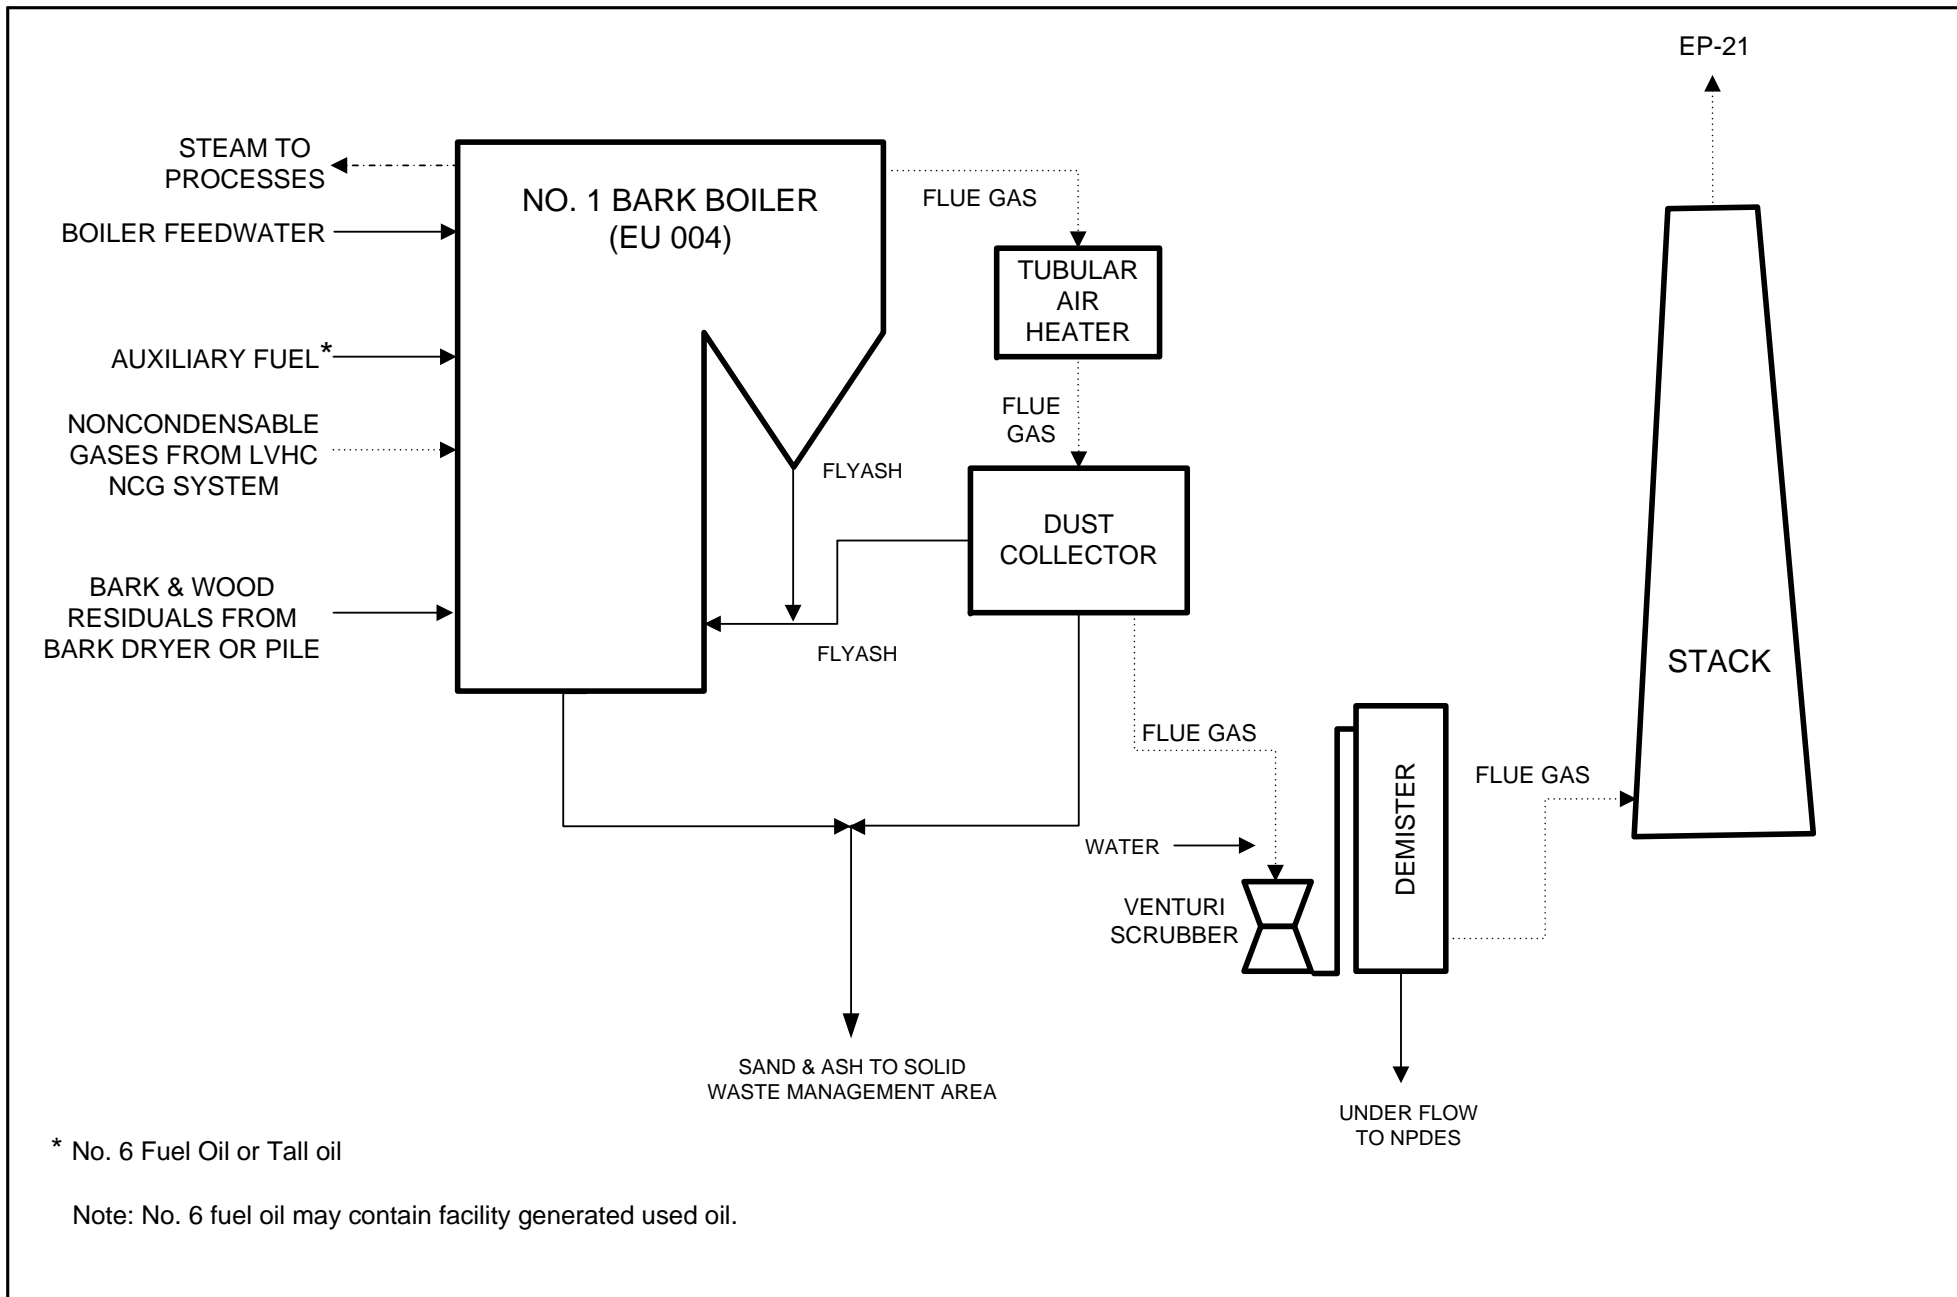 EP-21
STEAM TO
PROCESSES
NO. 1 BARK BOILER
(EU 004)
FLUE GAS
BOILER FEEDWATER
TUBULAR
AIR
HEATER
AUXILIARY FUEL*
NONCONDENSABLE
GASES FROM LVHC
NCG SYSTEM
FLUE
GAS
FLYASH
DUST
COLLECTOR
BARK & WOOD
RESIDUALS FROM
BARK DRYER OR PILE
FLYASH
STACK
FLUE GAS
FLUE GAS
DEMISTER
WATER
VENTURI
SCRUBBER
SAND & ASH TO SOLID
WASTE MANAGEMENT AREA
UNDER FLOW
TO NPDES
* No. 6 Fuel Oil or Tall oil
Note: No. 6 fuel oil may contain facility generated used oil.